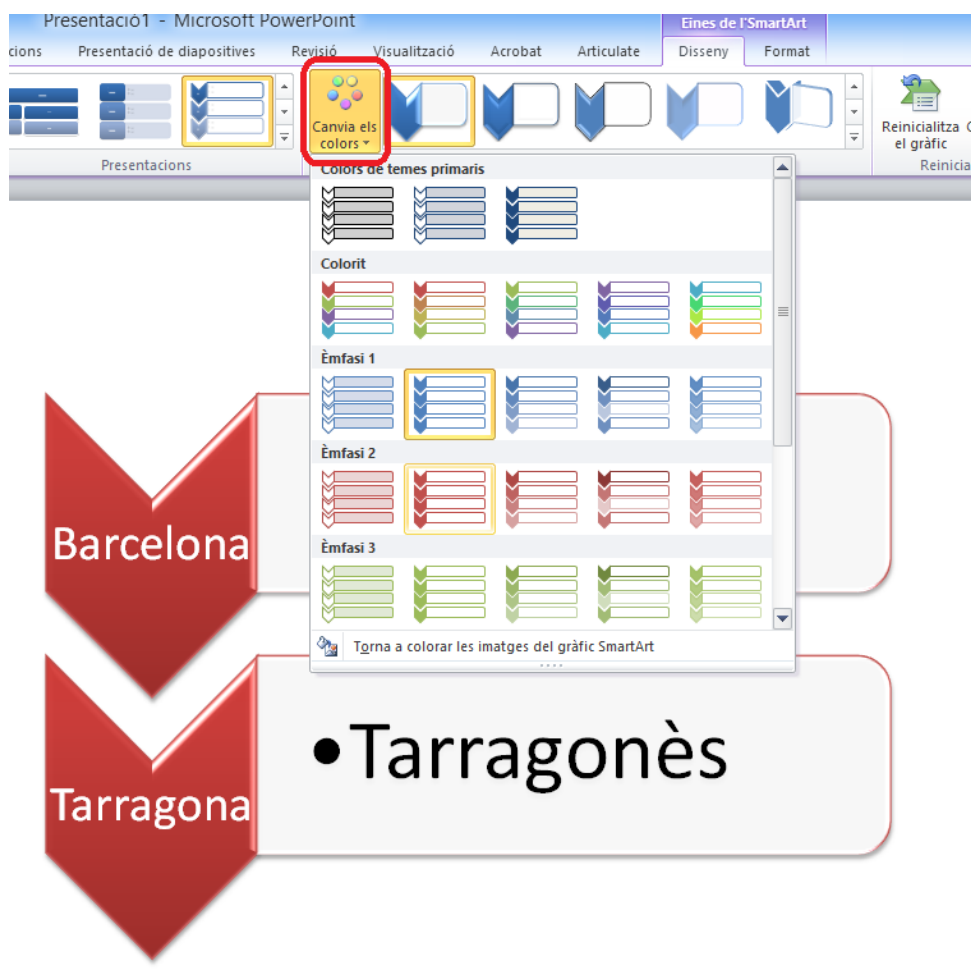 Presentació1 - Microsoft PowerPoint
Eines de l'SmartArt
cions Presentació de diapositives Revisió Visualització Acrobat Articulate Disseny Format
Canvia els
colors
Reinicialitza
el gràfic
Presentacions
Reinicia
Colors de temes primaris
Colorit
Èmfasi 1
Èmfasi 2
Èmfasi 3
Torna a colorar les imatges del gràfic SmartArt
Barcelona
•Tarragonès
Tarragona